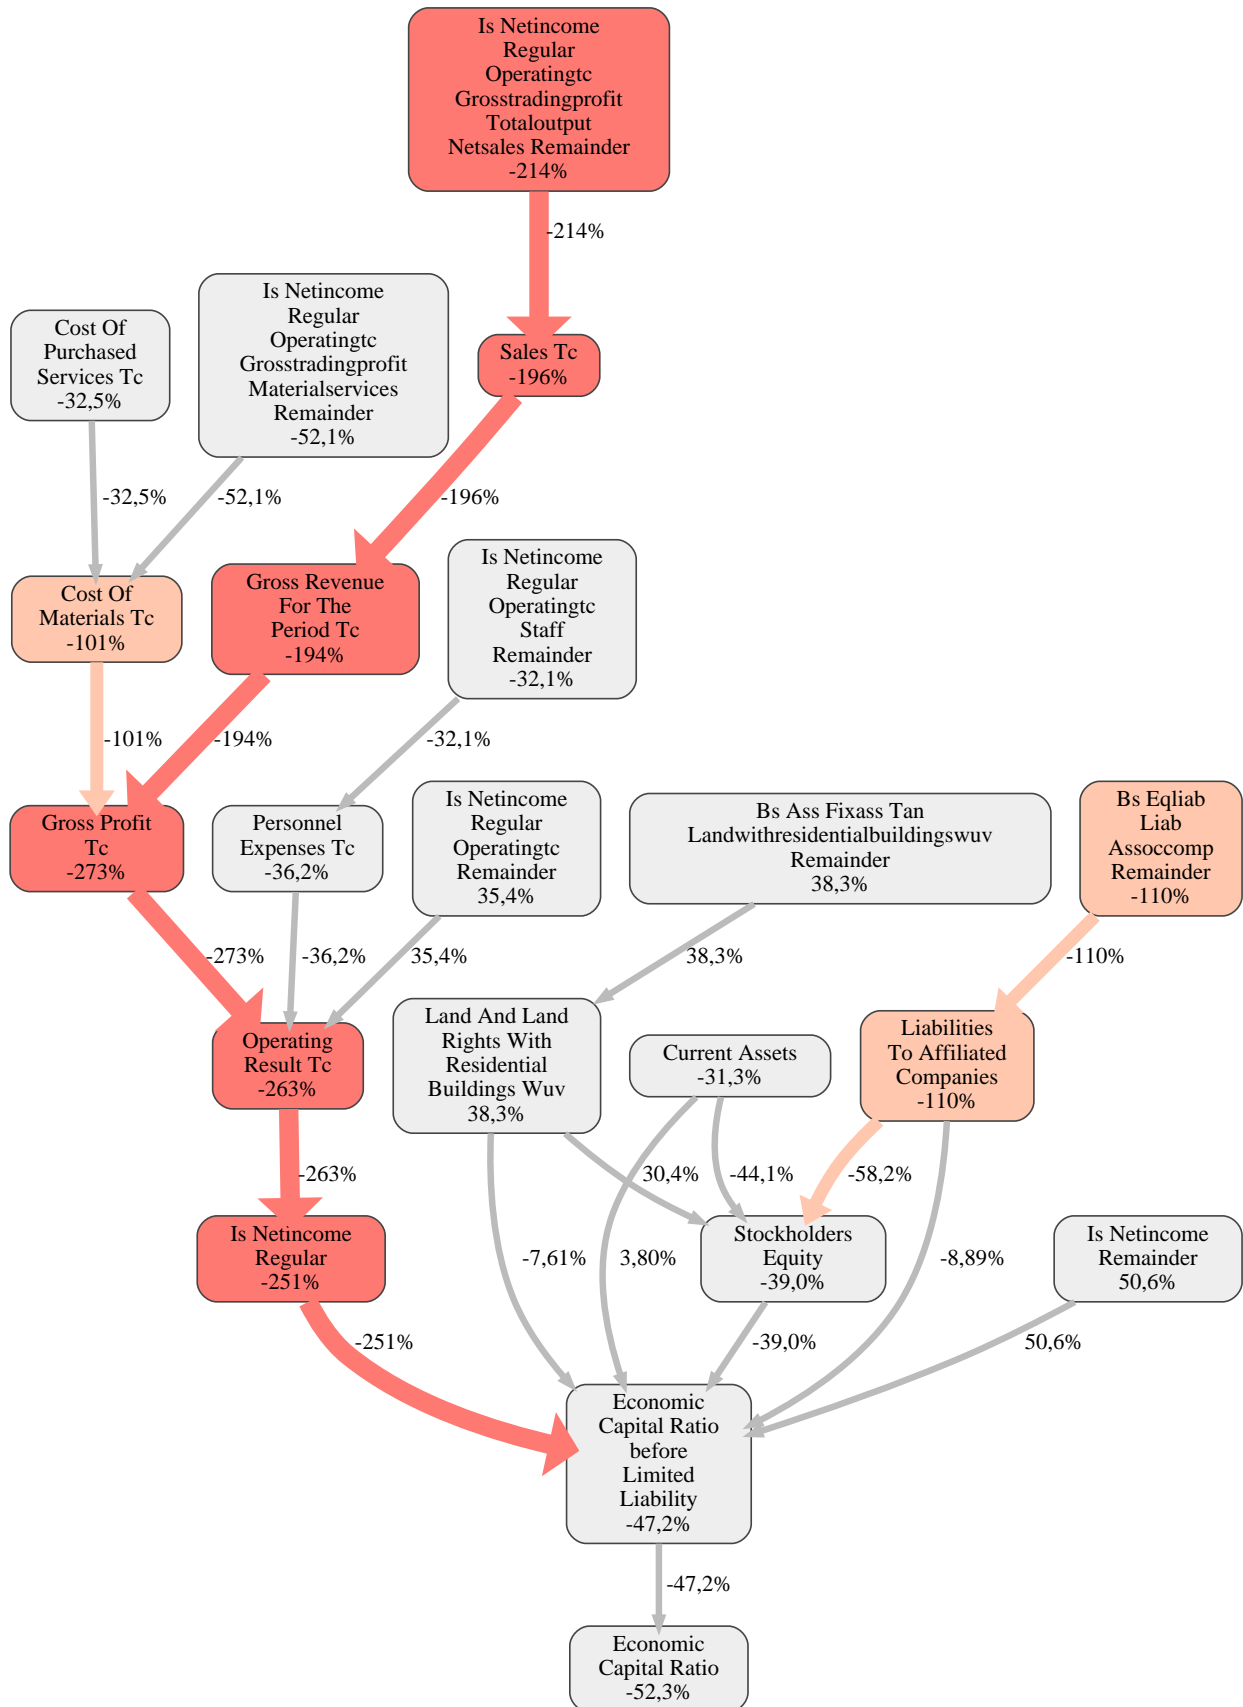 Is Netincome
Regular
Operatingtc
Grosstradingprofit
Totaloutput
Netsales Remainder
-214%
-214%
Cost Of
Purchased
Services Tc
-32,5%
Is Netincome
Regular
Operatingtc
Grosstradingprofit
Materialservices
Remainder
-52,1%
Sales Tc
-196%
-32,5%
-52,1%
-196%
Cost Of
Materials Tc
-101%
Gross Revenue
For The
Period Tc
-194%
Is Netincome
Regular
Operatingtc
Staff
Remainder
-32,1%
-101%
-194%
-32,1%
Gross Profit
Tc
-273%
Personnel
Expenses Tc
-36,2%
Is Netincome
Regular
Operatingtc
Remainder
35,4%
Bs Ass Fixass Tan
Landwithresidentialbuildingswuv
Remainder
38,3%
Bs Eqliab
Liab
Assoccomp
Remainder
-110%
-273%
-36,2%
35,4%
38,3%
-110%
Operating
Result Tc
-263%
Land And Land
Rights With
Residential
Buildings Wuv
38,3%
Current Assets
-31,3%
Liabilities
To Affiliated
Companies
-110%
-263%
30,4%
-44,1%
-58,2%
Is Netincome
Regular
-251%
-7,61%
3,80%
Stockholders
Equity
-39,0%
-8,89%
Is Netincome
Remainder
50,6%
-251%
-39,0%
50,6%
Economic
Capital Ratio
before
Limited
Liability
-47,2%
-47,2%
Economic
Capital Ratio
-52,3%